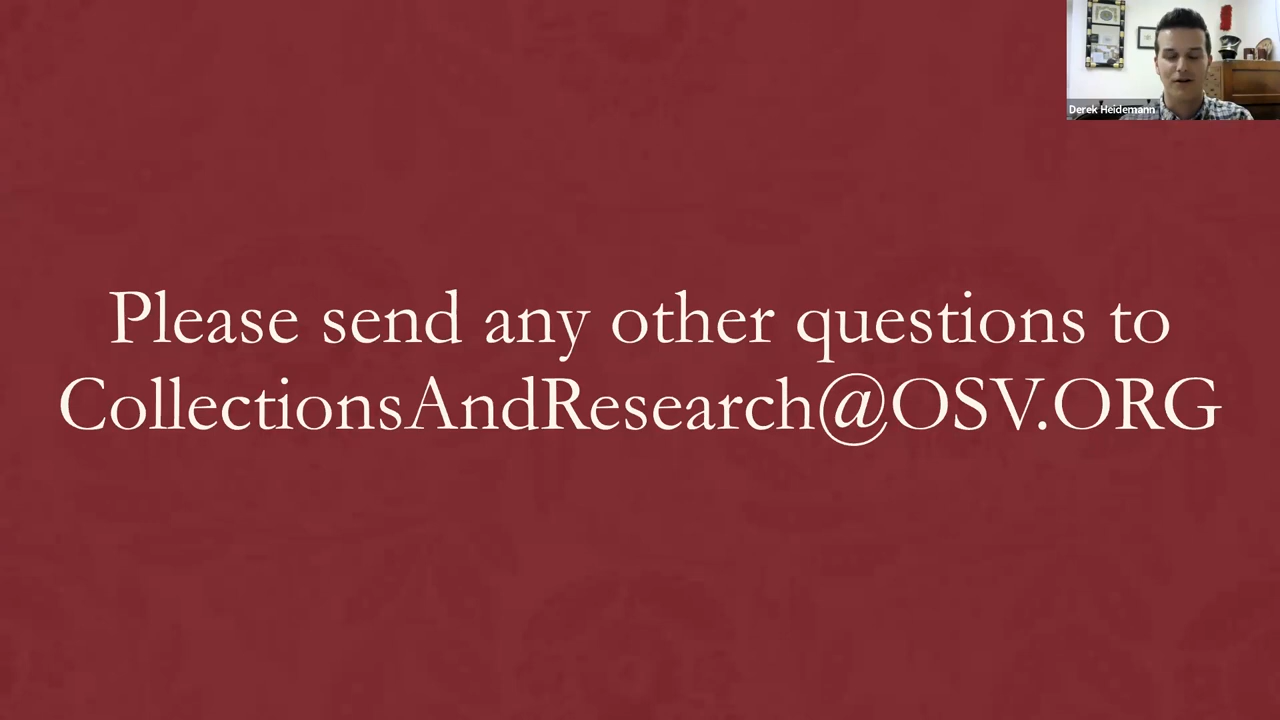 Derek Heidemann
Please send any other questions to
CollectionsAndResearch@OSV.ORG